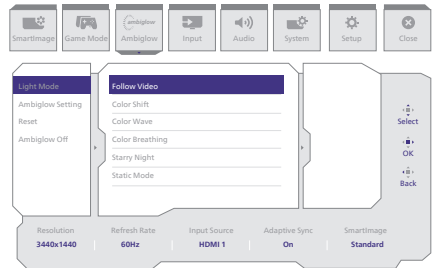 SmartImage
Game Mode
ambiglow
Ambiglow
Input
Audio
System
Setup
Close
Light Mode
Ambiglow Setting
Reset
Ambiglow Off
Follow Video
Color Shift
Color Wave
Color Breathing
Starry Night
Static Mode
Select
OK
Back
Resolution Refresh Rate Input Source Adaptive Sync SmartImage
3440x1440 60Hz HDMI 1 On Standard